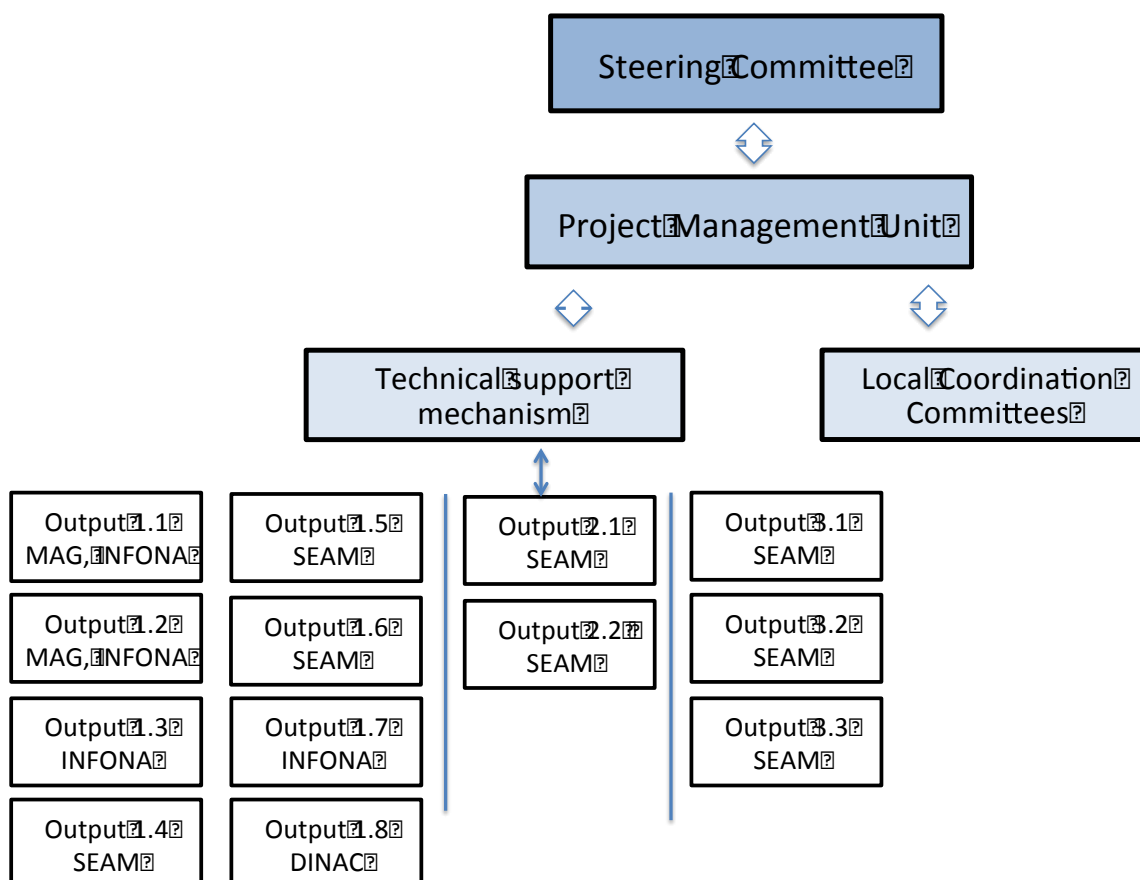 Steering Committee
Project Management Unit
Technical support
mechanism
Local Coordination
Committees
Output 1.1
MAG, INFONA
Output 1.2
MAG, INFONA
Output 1.3
INFONA
Output 1.4
SEAM
Output 1.5
SEAM
Output 1.6
SEAM
Output 1.7
INFONA
Output 1.8
DINAC
Output 2.1
SEAM
Output 2.2
SEAM
Output 3.1
SEAM
Output 3.2
SEAM
Output 3.3
SEAM